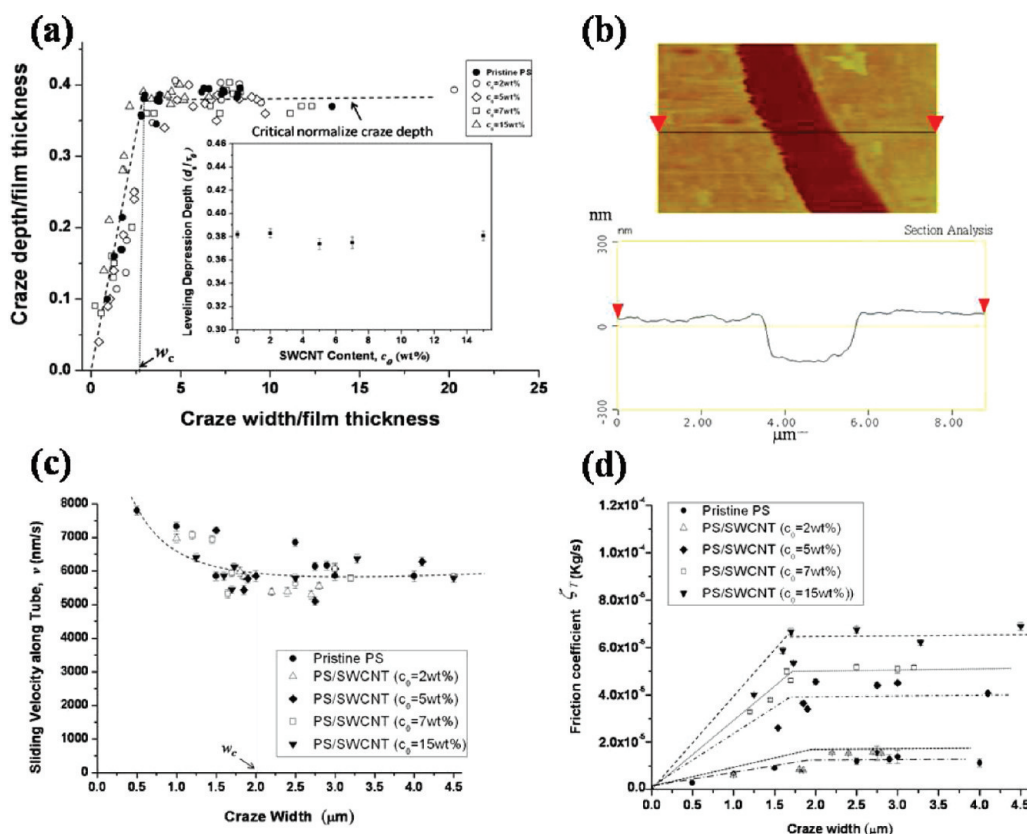 (a)
Craze depth/film thickness
0.4
0.3
0.2
0.1
0.0
0
5
10
15
20
25
Craze width/film thickness
w_c
Pristine PS
c₀=2wt%
c₀=5wt%
c₀=7wt%
c₀=15wt%
Critical normalize craze depth
Leveling Depression Depth
0.46
0.44
0.42
0.40
0.38
0.36
0.34
0.32
0.30
0 2 4 6 8 10 12 14
SWCNT Content, c₀ (wt%)
(b)
nm
nm
Section Analysis
300
0
-300
0 2.00 4.00 6.00 8.00
μm
(c)
Sliding Velocity along Tube, v (nm/s)
8000
7000
6000
5000
4000
3000
2000
1000
0
Pristine PS
PS/SWCNT (c₀=2wt%)
PS/SWCNT (c₀=5wt%)
PS/SWCNT (c₀=7wt%)
PS/SWCNT (c₀=15wt%)
w_c
0.0 0.5 1.0 1.5 2.0 2.5 3.0 3.5 4.0 4.5
Craze Width (μm)
(d)
Friction coefficient ζ_T (Kg/s)
1.2x10⁻⁴
1.0x10⁻⁴
8.0x10⁻⁵
6.0x10⁻⁵
4.0x10⁻⁵
2.0x10⁻⁵
0.0
Pristine PS
PS/SWCNT (c₀=2wt%)
PS/SWCNT (c₀=5wt%)
PS/SWCNT (c₀=7wt%)
PS/SWCNT (c₀=15wt%))
0.0 0.5 1.0 1.5 2.0 2.5 3.0 3.5 4.0 4.5
Craze width (μm)